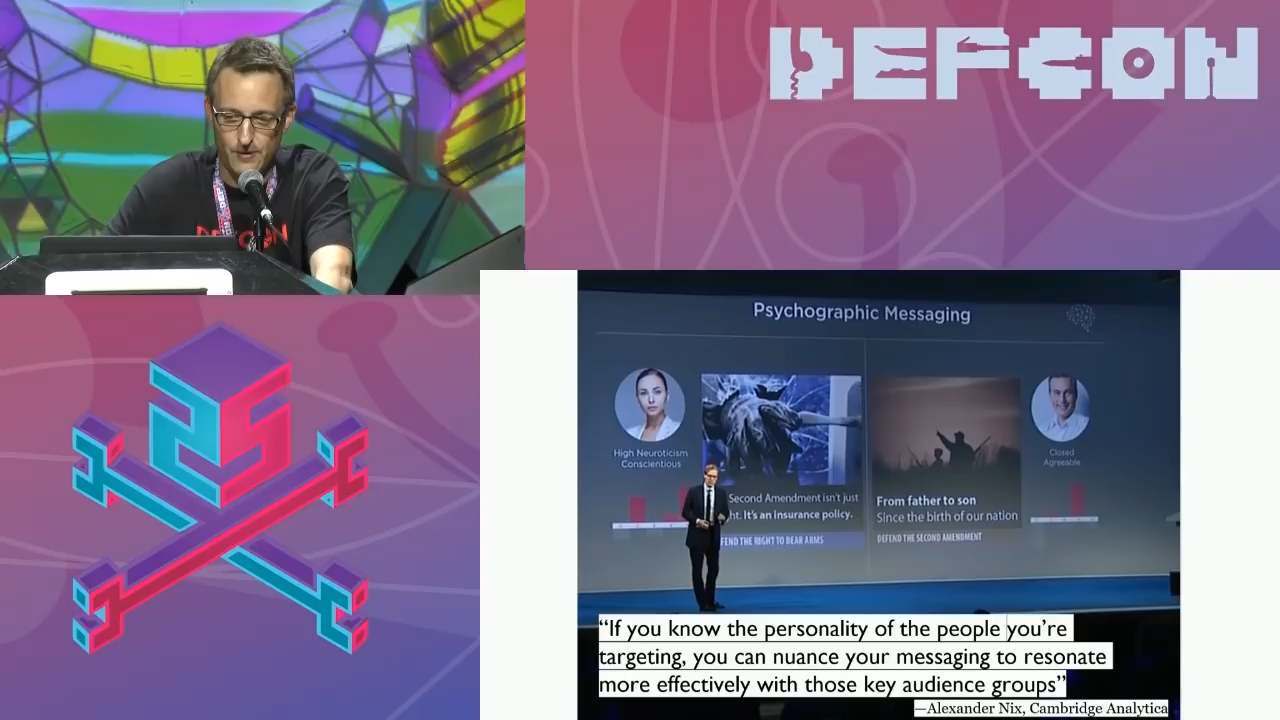 DEFCON
DEFCON
Psychographic Messaging
High Neuroticism
Conscientious
Second Amendment isn't just
ht. It's an insurance policy.
FEND THE RIGHT TO BEAR ARMS
From father to son
Since the birth of our nation
DEFEND THE SECOND AMENDMENT
Closed
Agreeable
“If you know the personality of the people you're
targeting, you can nuance your messaging to resonate
more effectively with those key audience groups”
—Alexander Nix, Cambridge Analytica